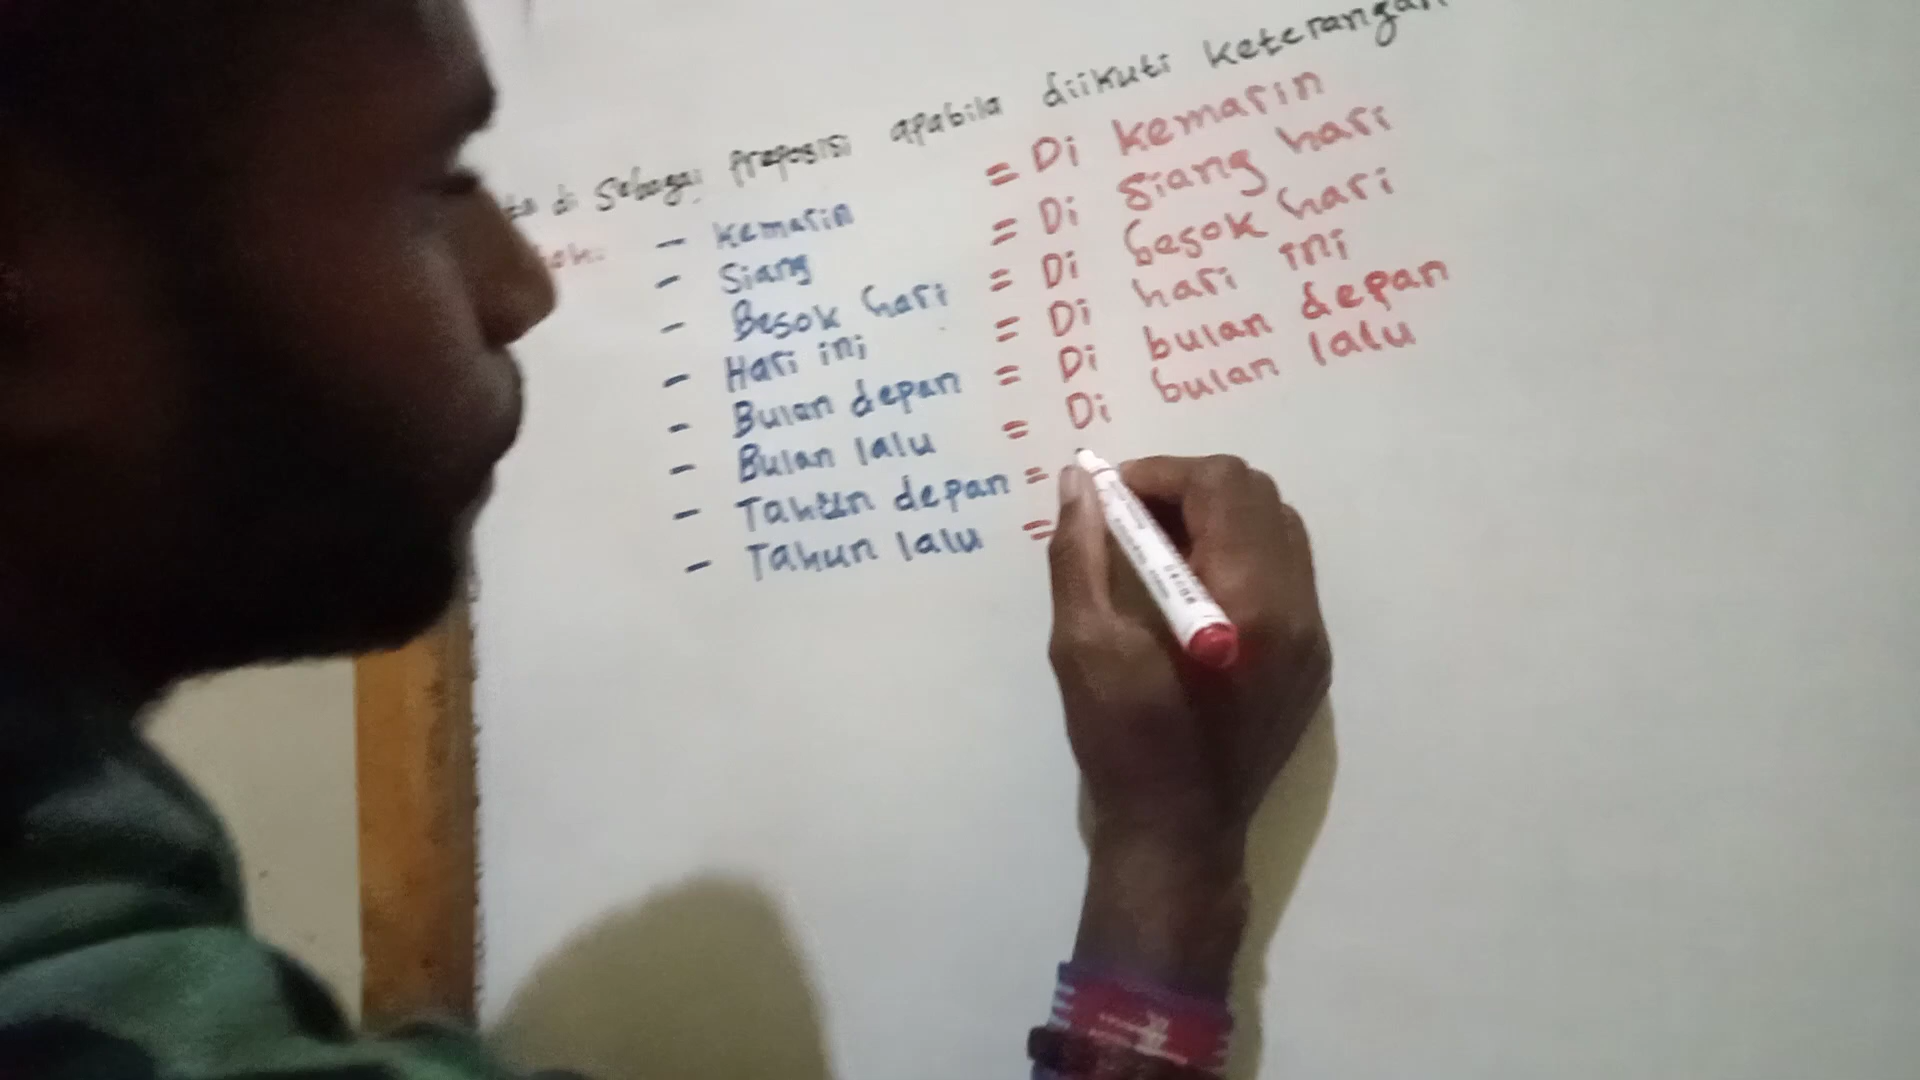 di sebagai preposisi apabila diikuti keterangan
- Kemarin = Di kemarin
- Siang = Di siang hari
- Besok hari = Di besok hari
- Hari ini = Di hari ini
- Bulan depan = Di bulan depan
- Bulan lalu = Di bulan lalu
- Tahun depan =
- Tahun lalu =